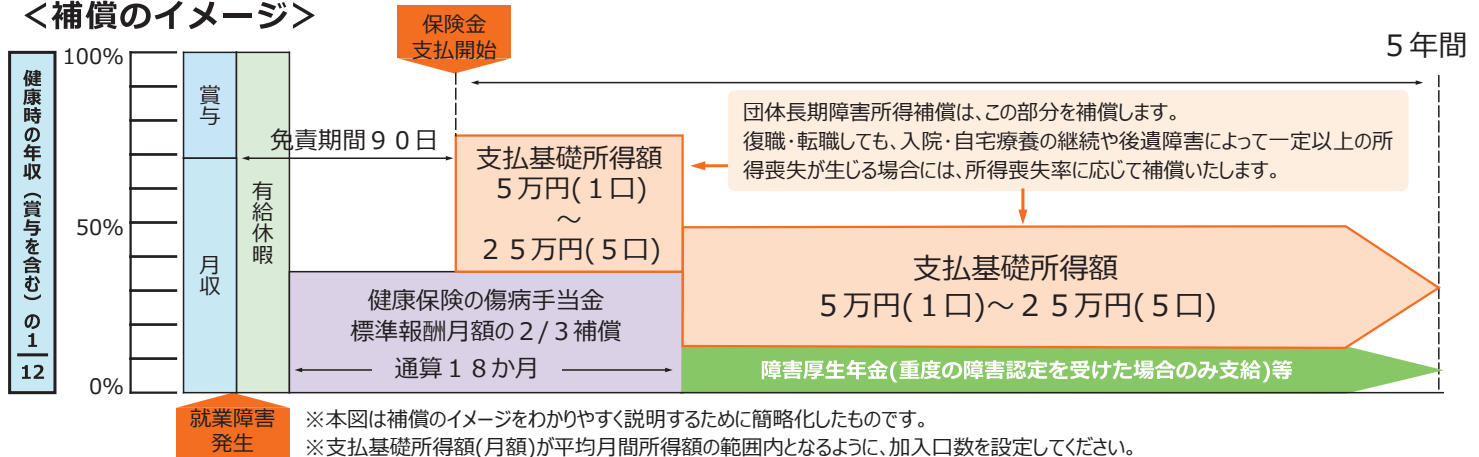 ＜補償のイメージ＞
保険金
支払開始
５年間
健康時の年収（賞与を含む）の1/12
100%
50%
0%
賞与
月収
有給休暇
免責期間９０日
支払基礎所得額
５万円(１口)
～
２５万円(５口)
団体長期障害所得補償は、この部分を補償します。
復職・転職しても、入院・自宅療養の継続や後遺障害によって一定以上の所
得喪失が生じる場合には、所得喪失率に応じて補償いたします。
健康保険の傷病手当金
標準報酬月額の２/３補償
通算１８か月
支払基礎所得額
５万円(１口)～２５万円(５口)
障害厚生年金(重度の障害認定を受けた場合のみ支給)等
就業障害
発生
※本図は補償のイメージをわかりやすく説明するために簡略化したものです。
※支払基礎所得額(月額)が平均月間所得額の範囲内となるように、加入口数を設定してください。